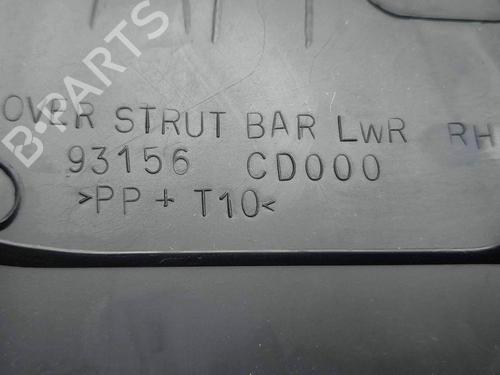 OVER STRUT BAR LWR RH
93156 CD000
>PP + T10<
B-PARTS